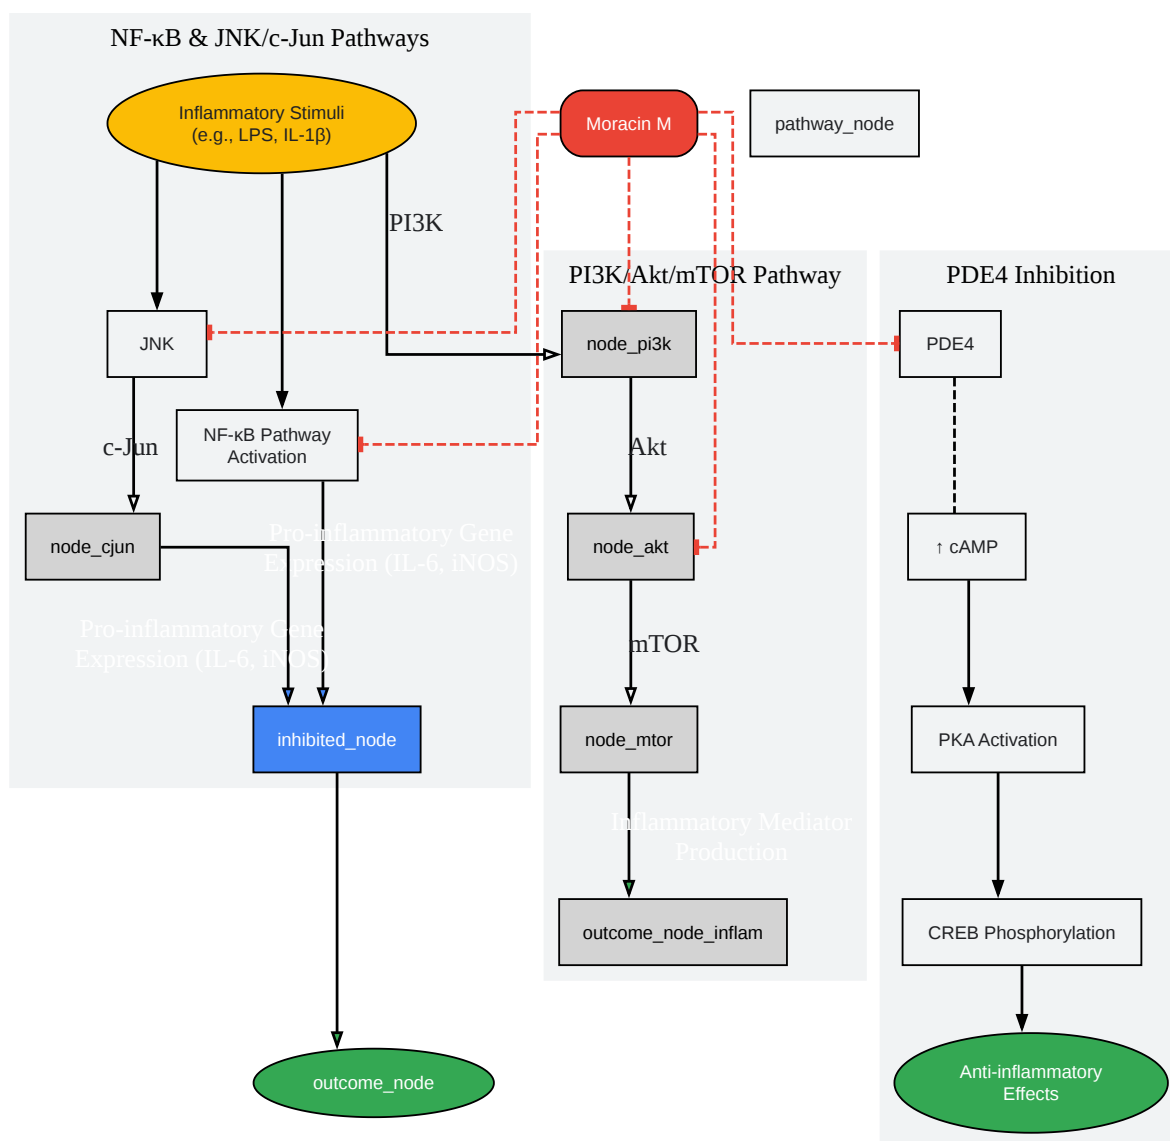 NF-κB & JNK/c-Jun Pathways
Inflammatory Stimuli
(e.g., LPS, IL-1β)
Moracin M
pathway_node
PI3K
PI3K/Akt/mTOR Pathway
PDE4 Inhibition
JNK
node_pi3k
PDE4
c-Jun
NF-κB Pathway
Activation
Akt
Pro-inflammatory Gene
Expression (IL-6, iNOS)
node_cjun
node_akt
↑ cAMP
Pro-inflammatory Gene
Expression (IL-6, iNOS)
mTOR
inhibited_node
node_mtor
PKA Activation
Inflammatory Mediator
Production
outcome_node_inflam
CREB Phosphorylation
outcome_node
Anti-inflammatory
Effects